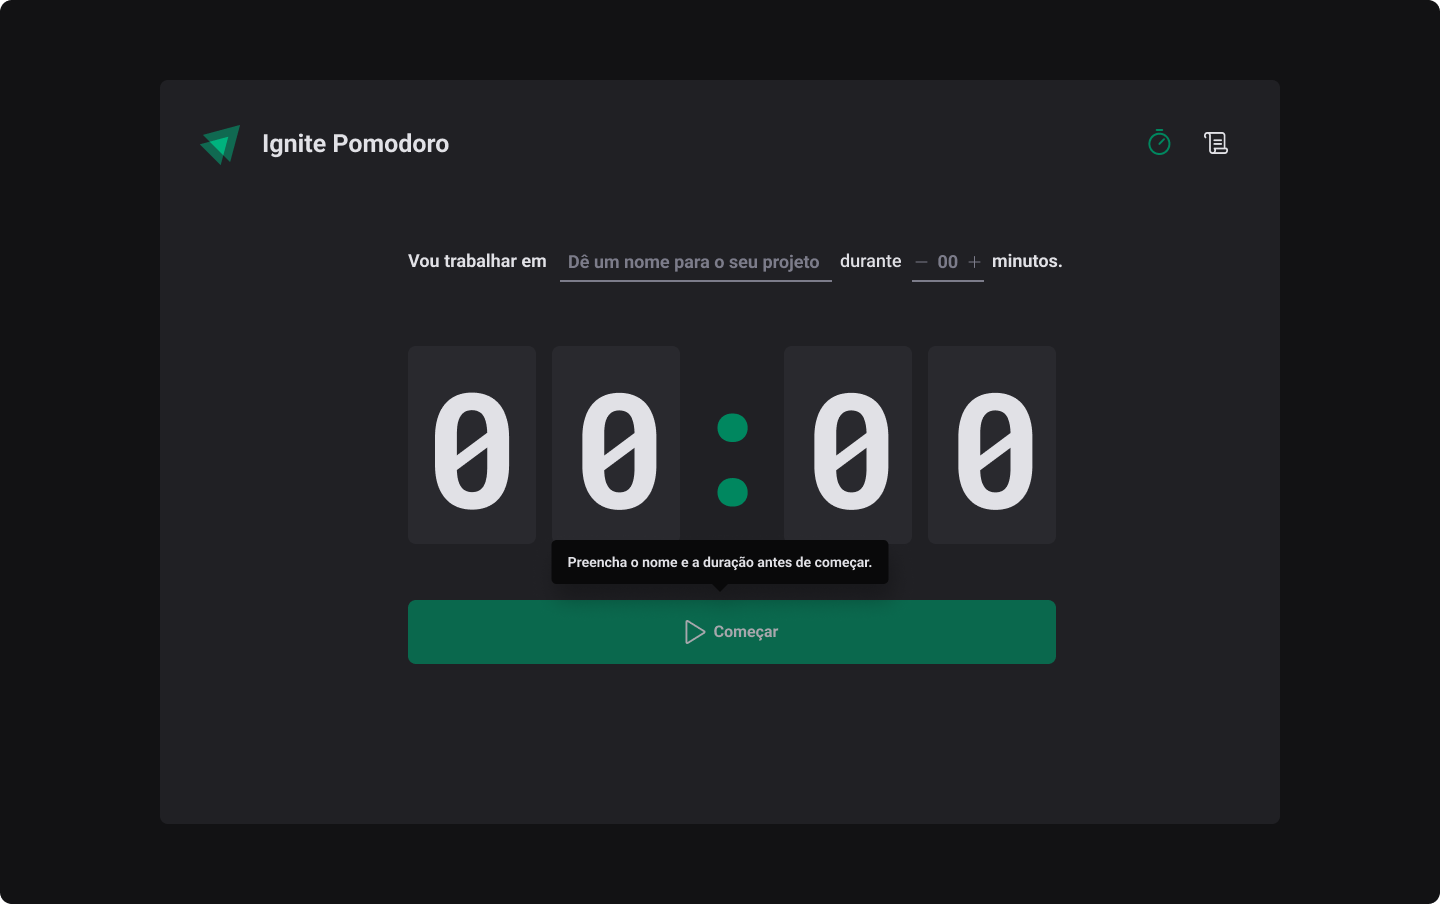 Ignite Pomodoro
Vou trabalhar em Dê um nome para o seu projeto durante − 00 + minutos.
00:00
Preencha o nome e a duração antes de começar.
Começar